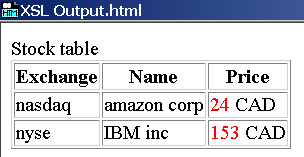 XSL Output.html
Stock table
Exchange Name Price
nasdaq amazon corp 24 CAD
nyse IBM inc 153 CAD